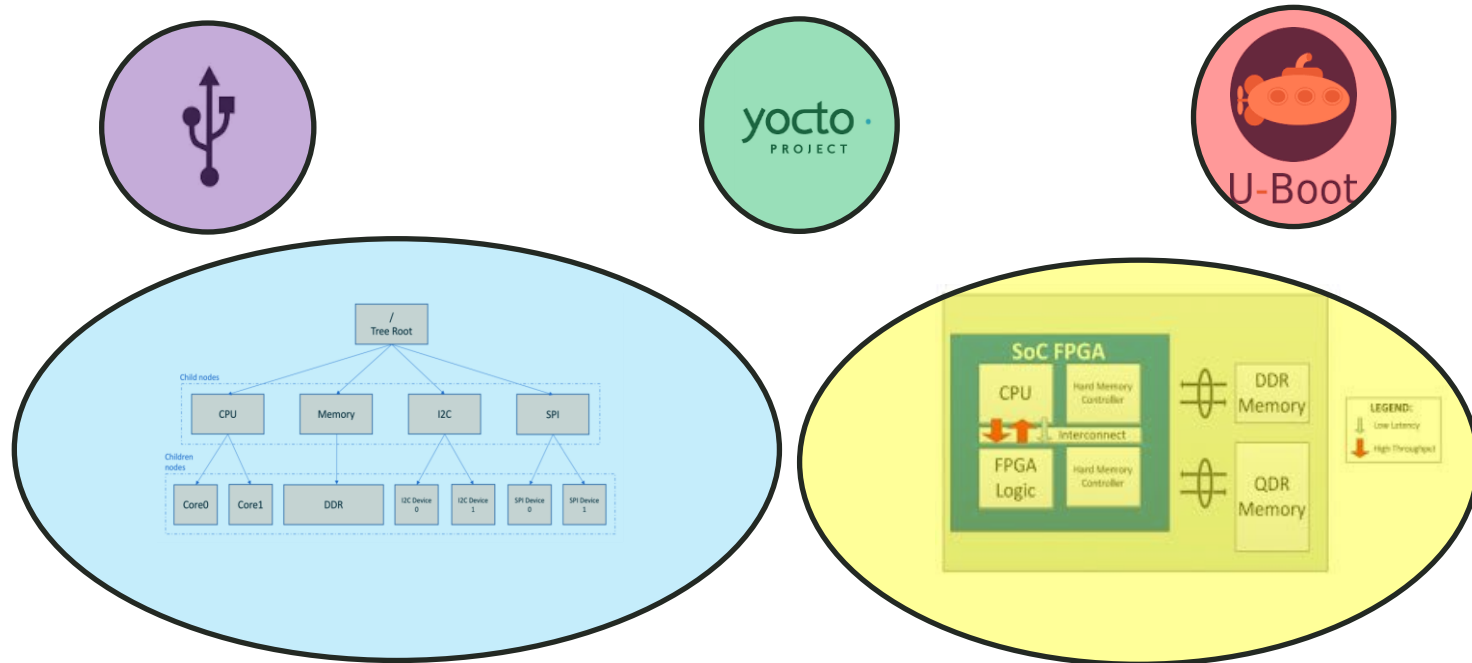 yocto
PROJECT
U-Boot
/
Tree Root
Child nodes
CPU
Memory
I2C
SPI
Children
nodes
Core0
Core1
DDR
I2C Device
0
I2C Device
1
SPI Device
0
SPI Device
1
SoC FPGA
CPU
Hard Memory
Controller
Interconnect
FPGA
Logic
Hard Memory
Controller
DDR
Memory
QDR
Memory
LEGEND:
Low Latency
High Throughput